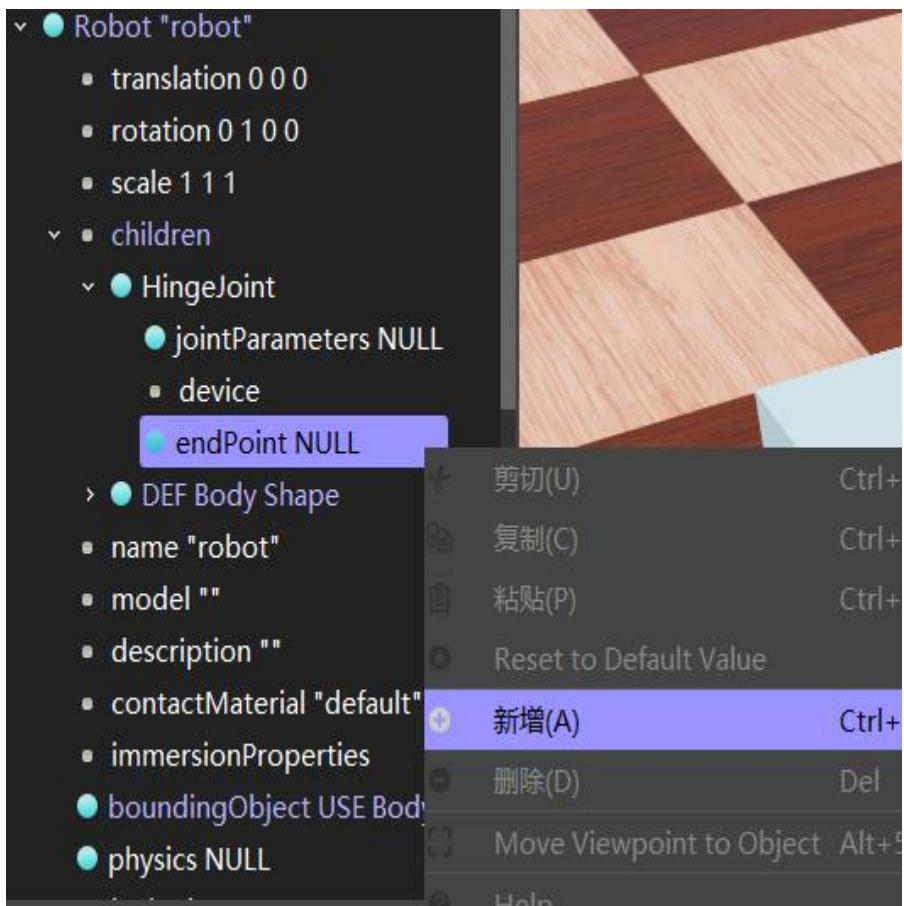 Robot "robot"
translation 0 0 0
rotation 0 1 0 0
scale 1 1 1
children
HingeJoint
jointParameters NULL
device
endPoint NULL
DEF Body Shape
name "robot"
model ""
description ""
contactMaterial "default"
immersionProperties
boundingObject USE Body
physics NULL
剪切(U) Ctrl+
复制(C) Ctrl+
粘贴(P) Ctrl+
Reset to Default Value
新增(A) Ctrl+
删除(D) Del
Move Viewpoint to Object Alt+5
Help